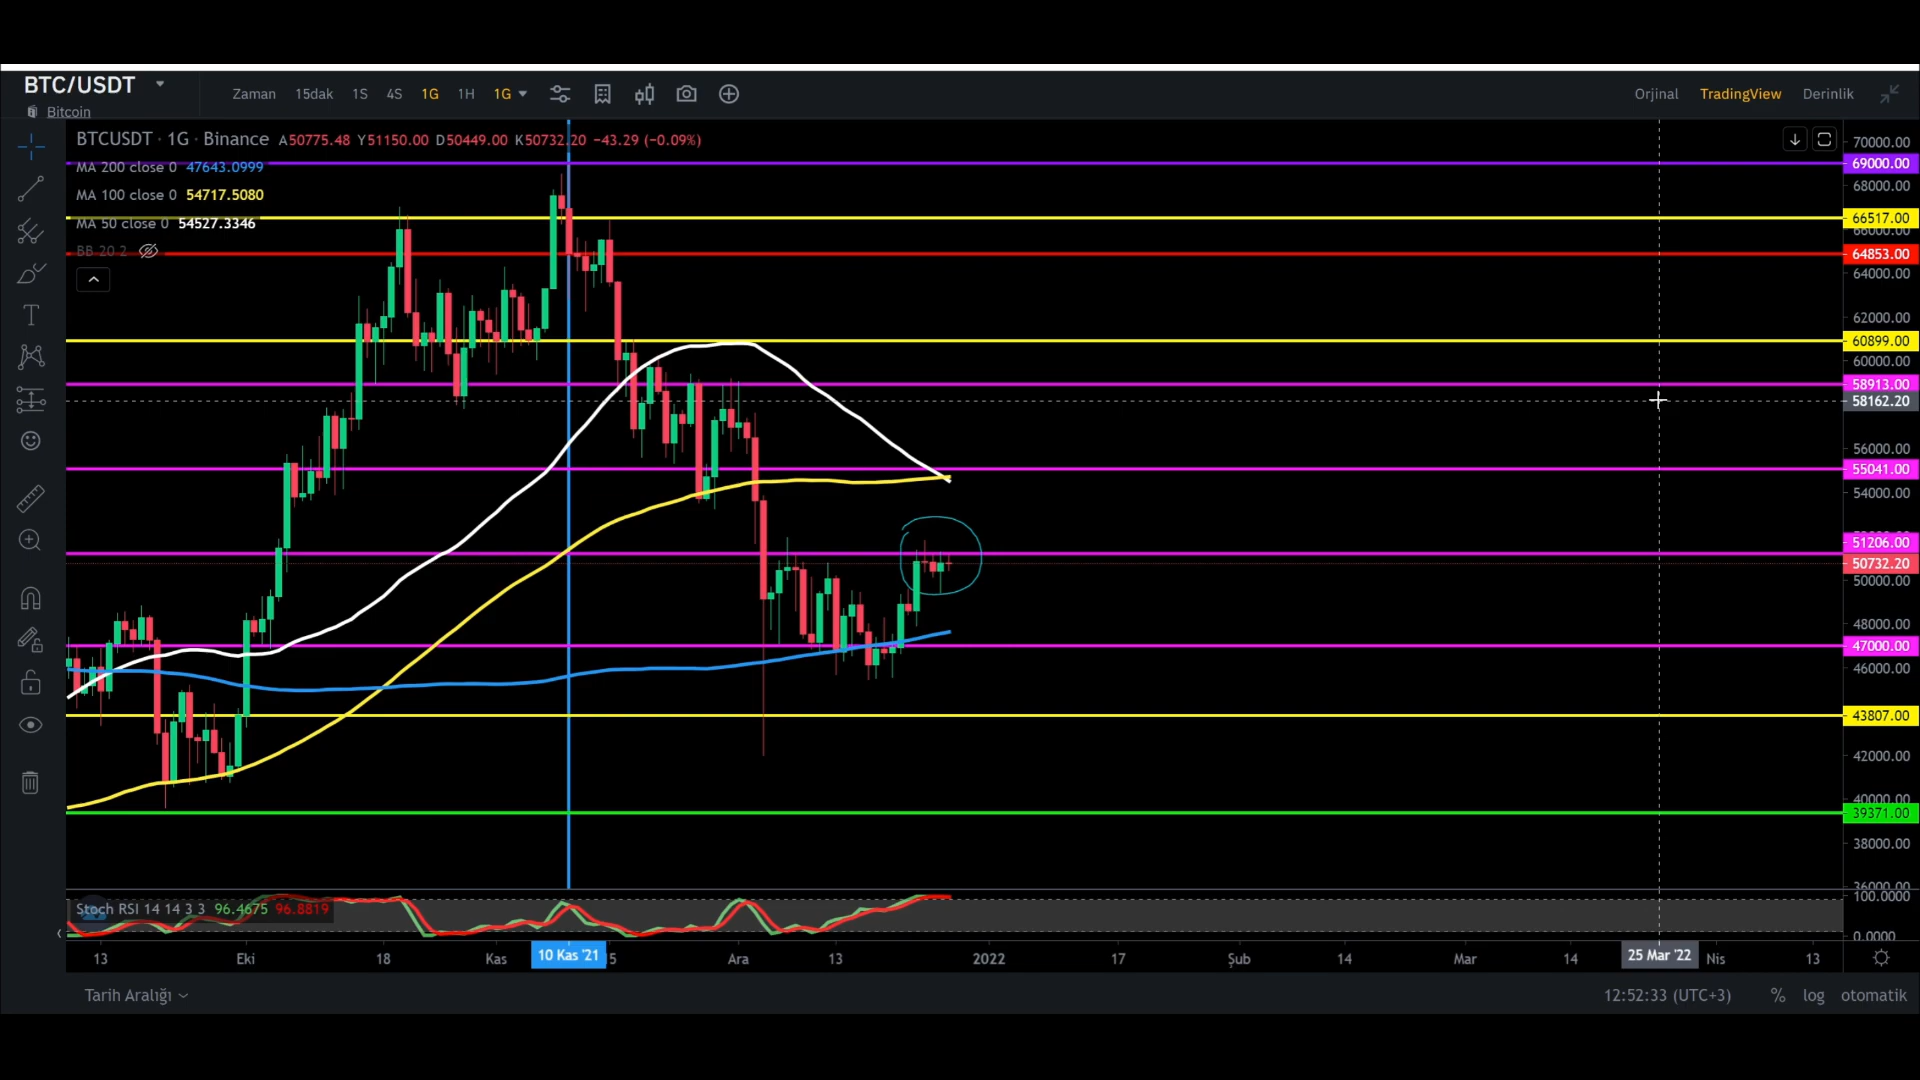 BTC/USDT
Bitcoin
Zaman 15dak 1S 4S 1G 1H 1G
Orjinal TradingView Derinlik
BTCUSDT · 1G · Binance A50775.48 Y51150.00 D50449.00 K50732.20 −43.29 (−0.09%)
MA 200 close 0 47643.0999
MA 100 close 0 54717.5080
MA 50 close 0 54527.3346
BB 20 2
70000.00
69000.00
68000.00
66517.00
66000.00
64853.00
64000.00
62000.00
60899.00
60000.00
58913.00
58162.20
56000.00
55041.00
54000.00
51206.00
50732.20
50000.00
48000.00
47000.00
46000.00
43807.00
42000.00
40000.00
39371.00
38000.00
36000.00
Stoch RSI 14 14 3 3 96.4675 96.8819
100.0000
0.0000
13 Eki 18 Kas 10 Kas '21 Ara 13 2022 17 Şub 14 Mar 14 25 Mar '22 Nis 13
Tarih Aralığı
12:52:33 (UTC+3) % log otomatik